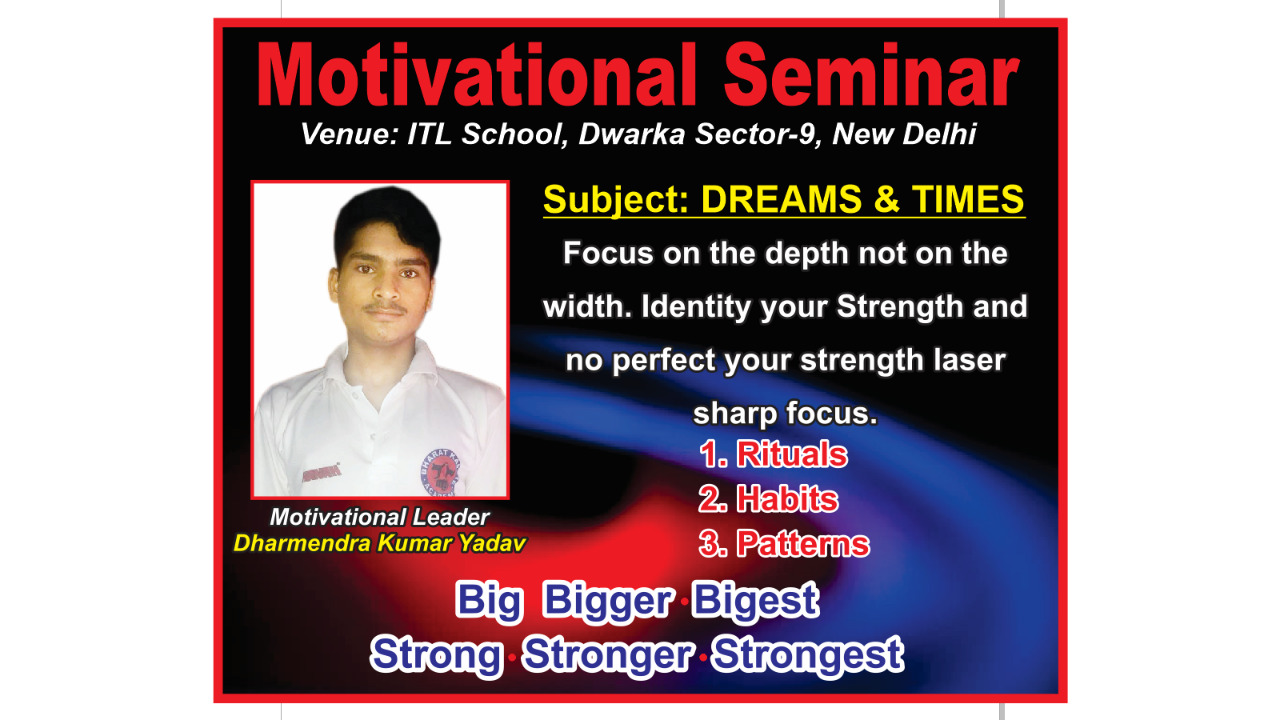 Motivational Seminar
Venue: ITL School, Dwarka Sector-9, New Delhi
Subject: DREAMS & TIMES
Focus on the depth not on the
width. Identity your Strength and
no perfect your strength laser
sharp focus.
1. Rituals
2. Habits
3. Patterns
BHARAT
Motivational Leader
Dharmendra Kumar Yadav
Big Bigger • Bigest
Strong • Stronger • Strongest